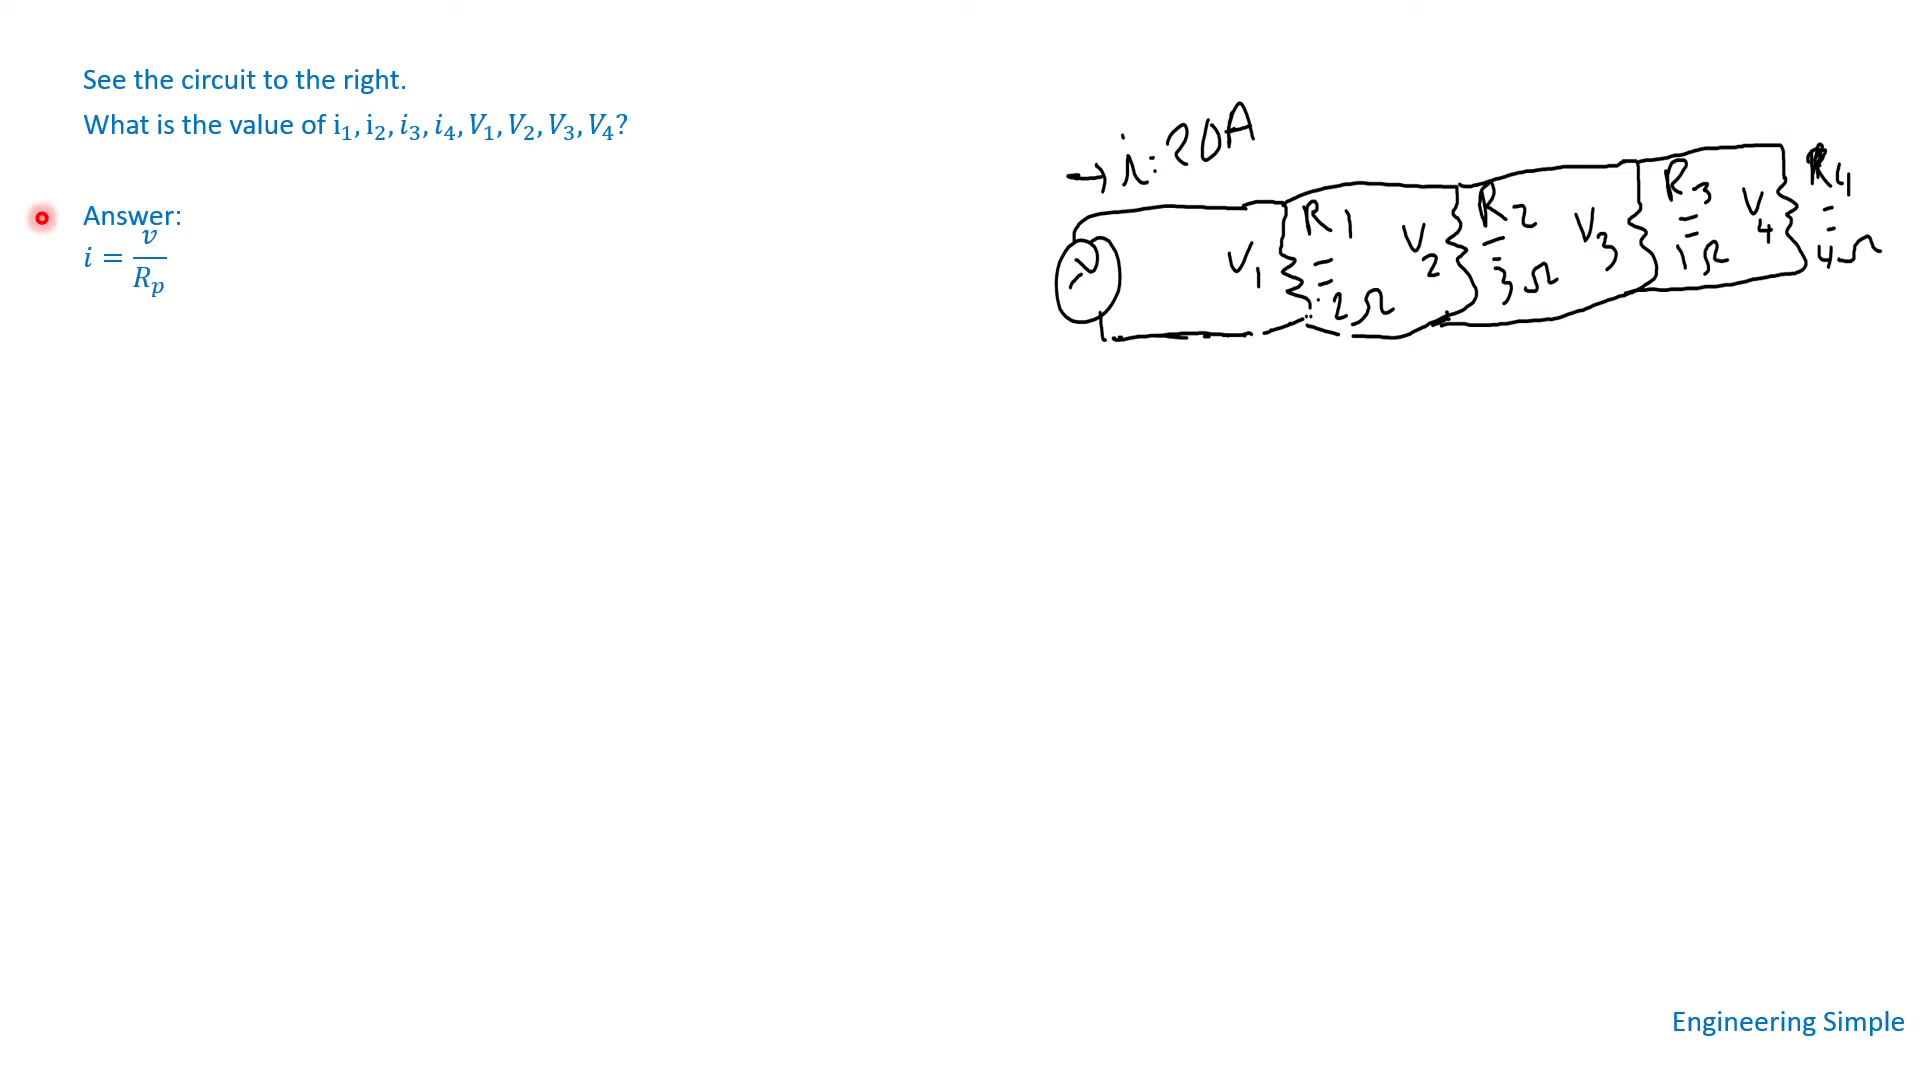 See the circuit to the right.
What is the value of i₁, i₂, i₃, i₄, V₁, V₂, V₃, V₄?
Answer:
i = v / Rₚ
→ i: 20A
V₁
R₁ = 2Ω
V₂
R₂ = 3Ω
V₃
R₃ = 1Ω
V₄
R₄ = 4Ω
Engineering Simple